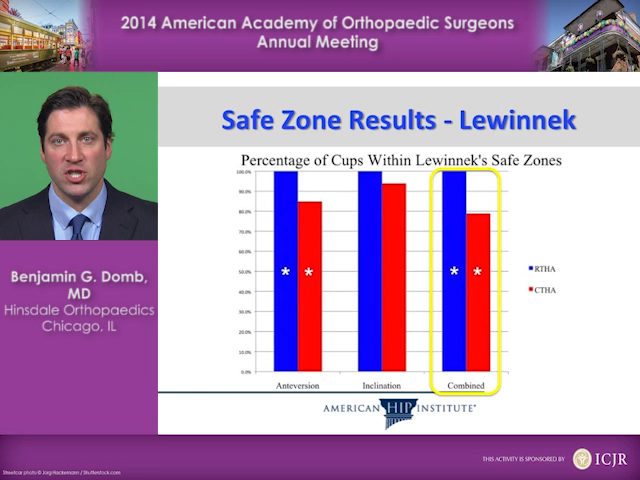 2014 American Academy of Orthopaedic Surgeons
Annual Meeting
Safe Zone Results - Lewinnek
Percentage of Cups Within Lewinnek's Safe Zones
100.0%
90.0%
80.0%
70.0%
60.0%
50.0%
40.0%
30.0%
20.0%
10.0%
0.0%
* * * *
RTHA
CTHA
Anteversion Inclination Combined
AMERICAN HIP INSTITUTE
Benjamin G. Domb,
MD
Hinsdale Orthopaedics
Chicago, IL
THIS ACTIVITY IS SPONSORED BY ICJR
Streetcar photo © Jorg Hackemann / Shutterstock.com